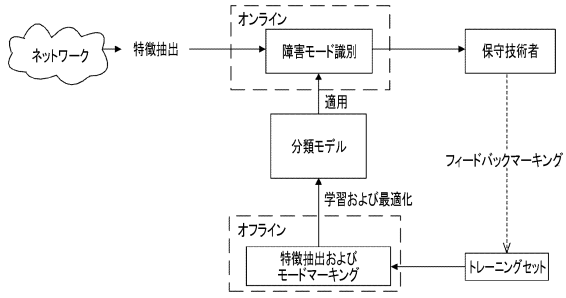 オンライン
ネットワーク
特徴抽出
障害モード識別
保守技術者
適用
分類モデル
フィードバックマーキング
学習および最適化
オフライン
特徴抽出および
モードマーキング
トレーニングセット